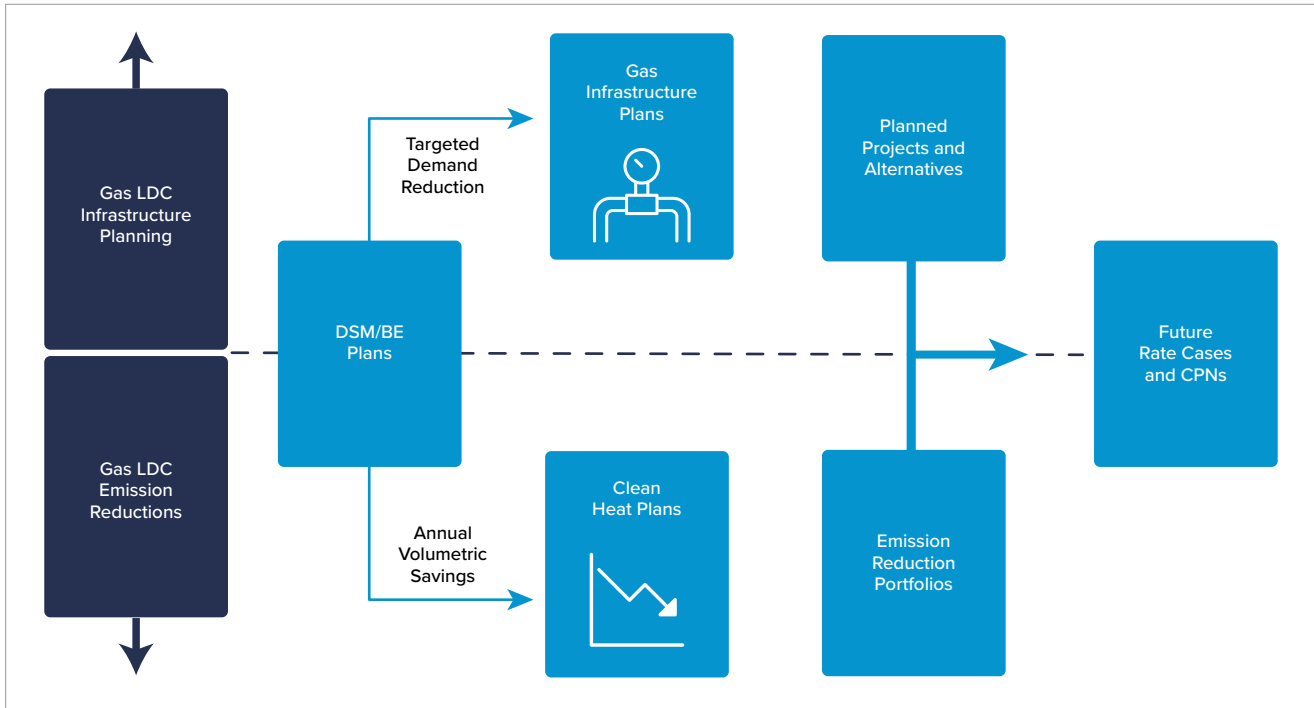 Gas LDC
Infrastructure
Planning
Gas LDC
Emission
Reductions
DSM/BE
Plans
Targeted
Demand
Reduction
Annual
Volumetric
Savings
Gas
Infrastructure
Plans
Clean
Heat Plans
Planned
Projects and
Alternatives
Emission
Reduction
Portfolios
Future
Rate Cases
and CPNs